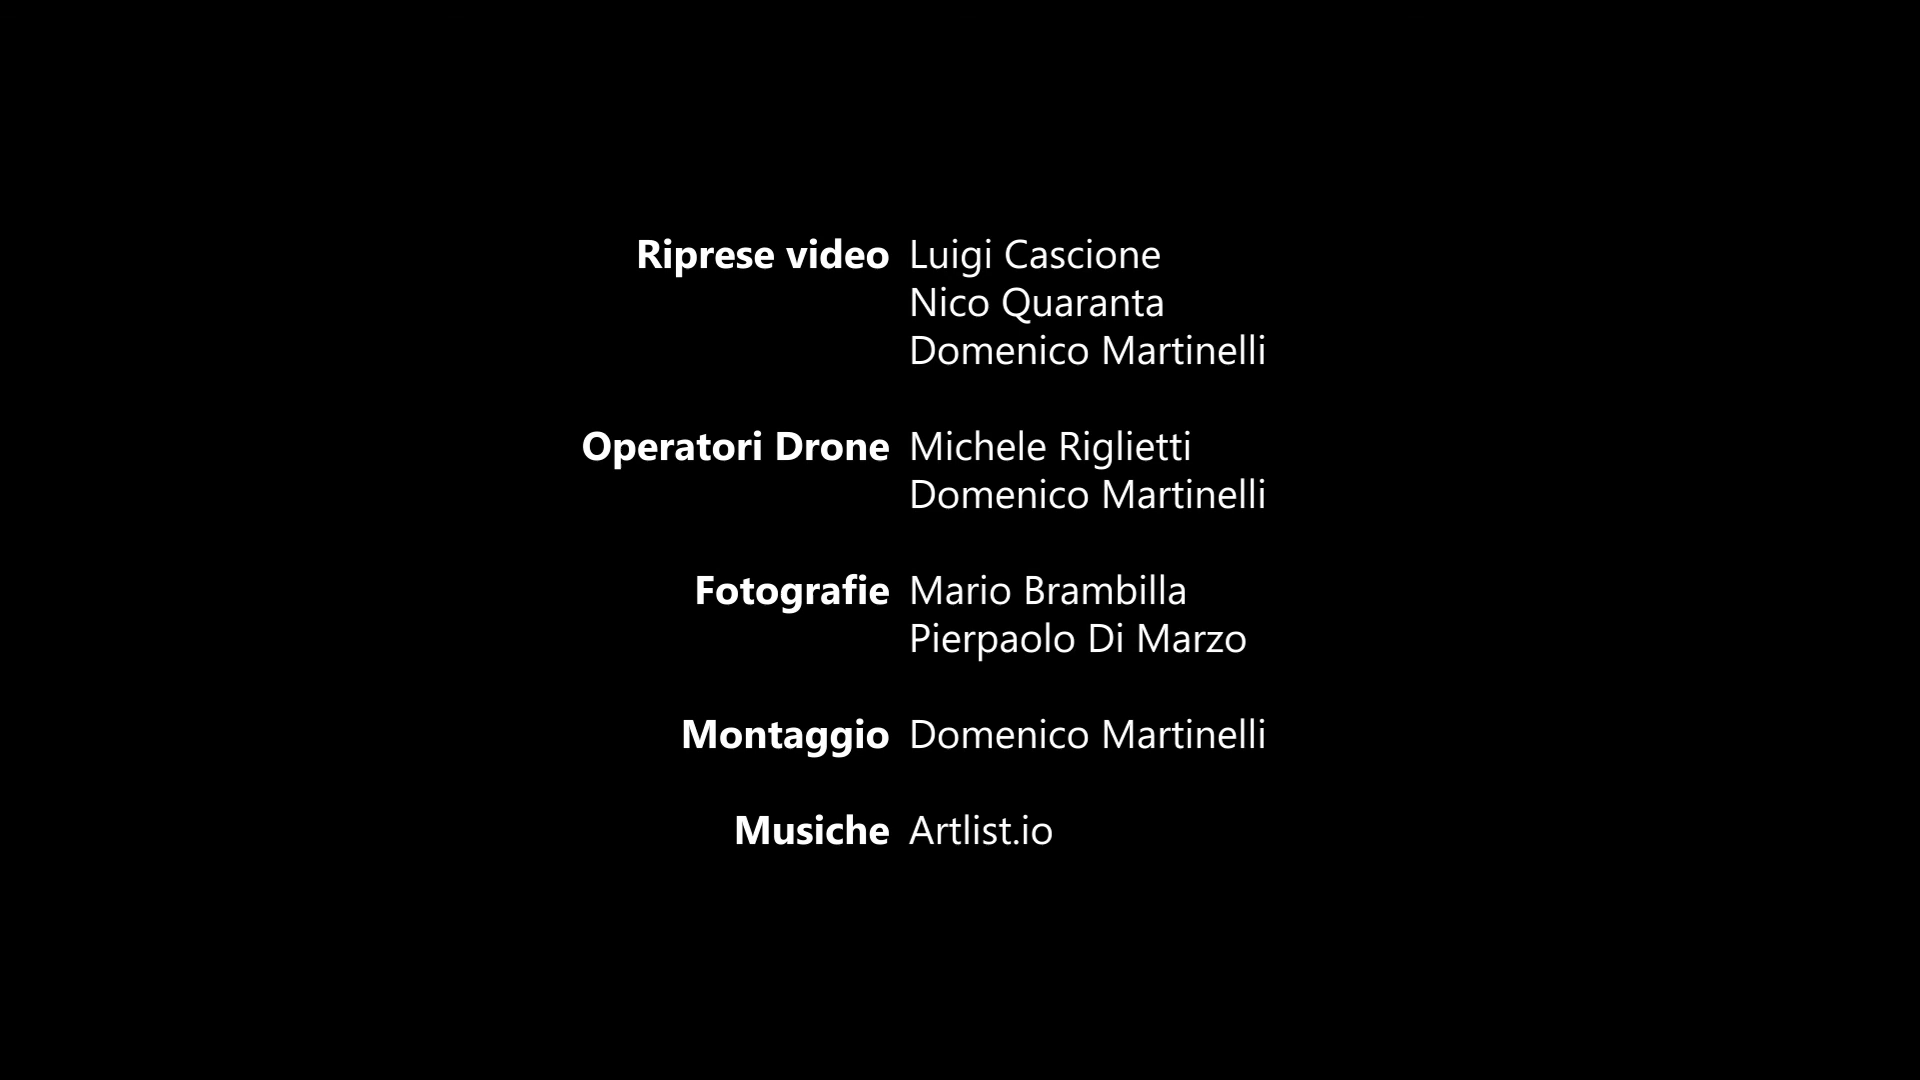 Riprese video Luigi Cascione
Nico Quaranta
Domenico Martinelli
Operatori Drone Michele Riglietti
Domenico Martinelli
Fotografie Mario Brambilla
Pierpaolo Di Marzo
Montaggio Domenico Martinelli
Musiche Artlist.io